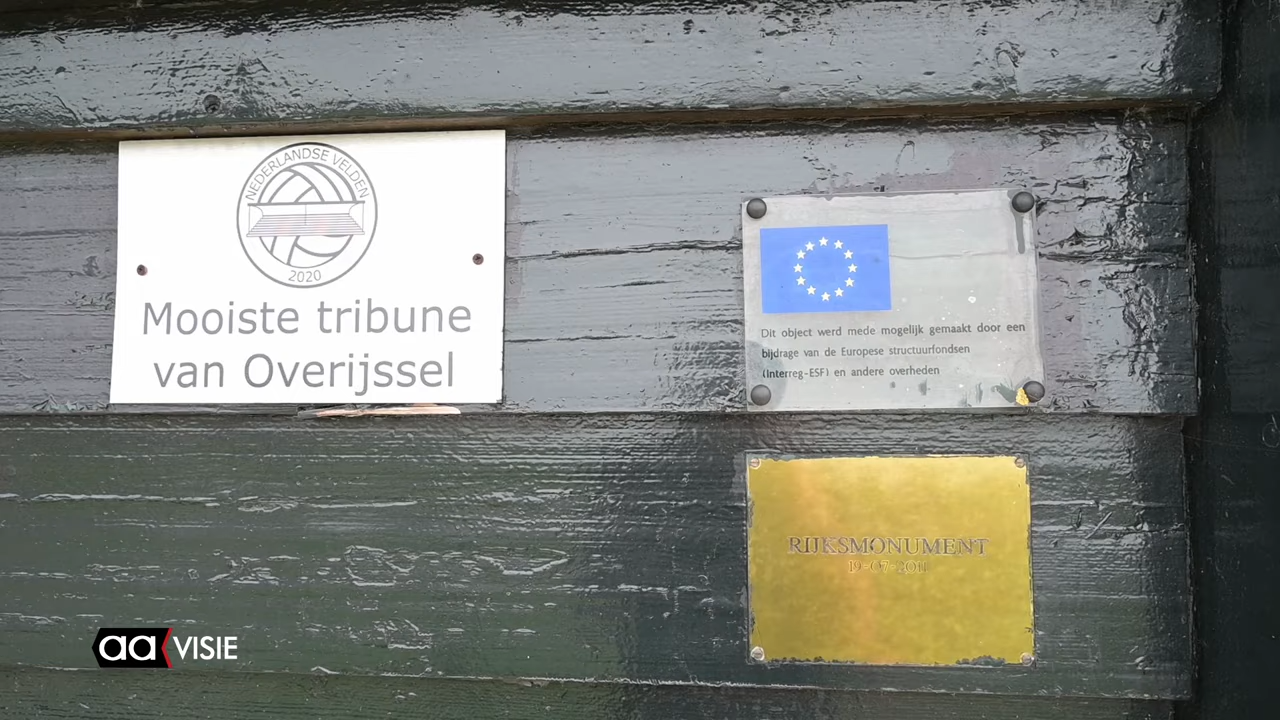 NEDERLANDSE VELDEN
2020
Mooiste tribune
van Overijssel
Dit object werd mede mogelijk gemaakt door een
bijdrage van de Europese structuurfondsen
(Interreg-ESF) en andere overheden
RIJKSMONUMENT
19-07-2011
aa VISIE